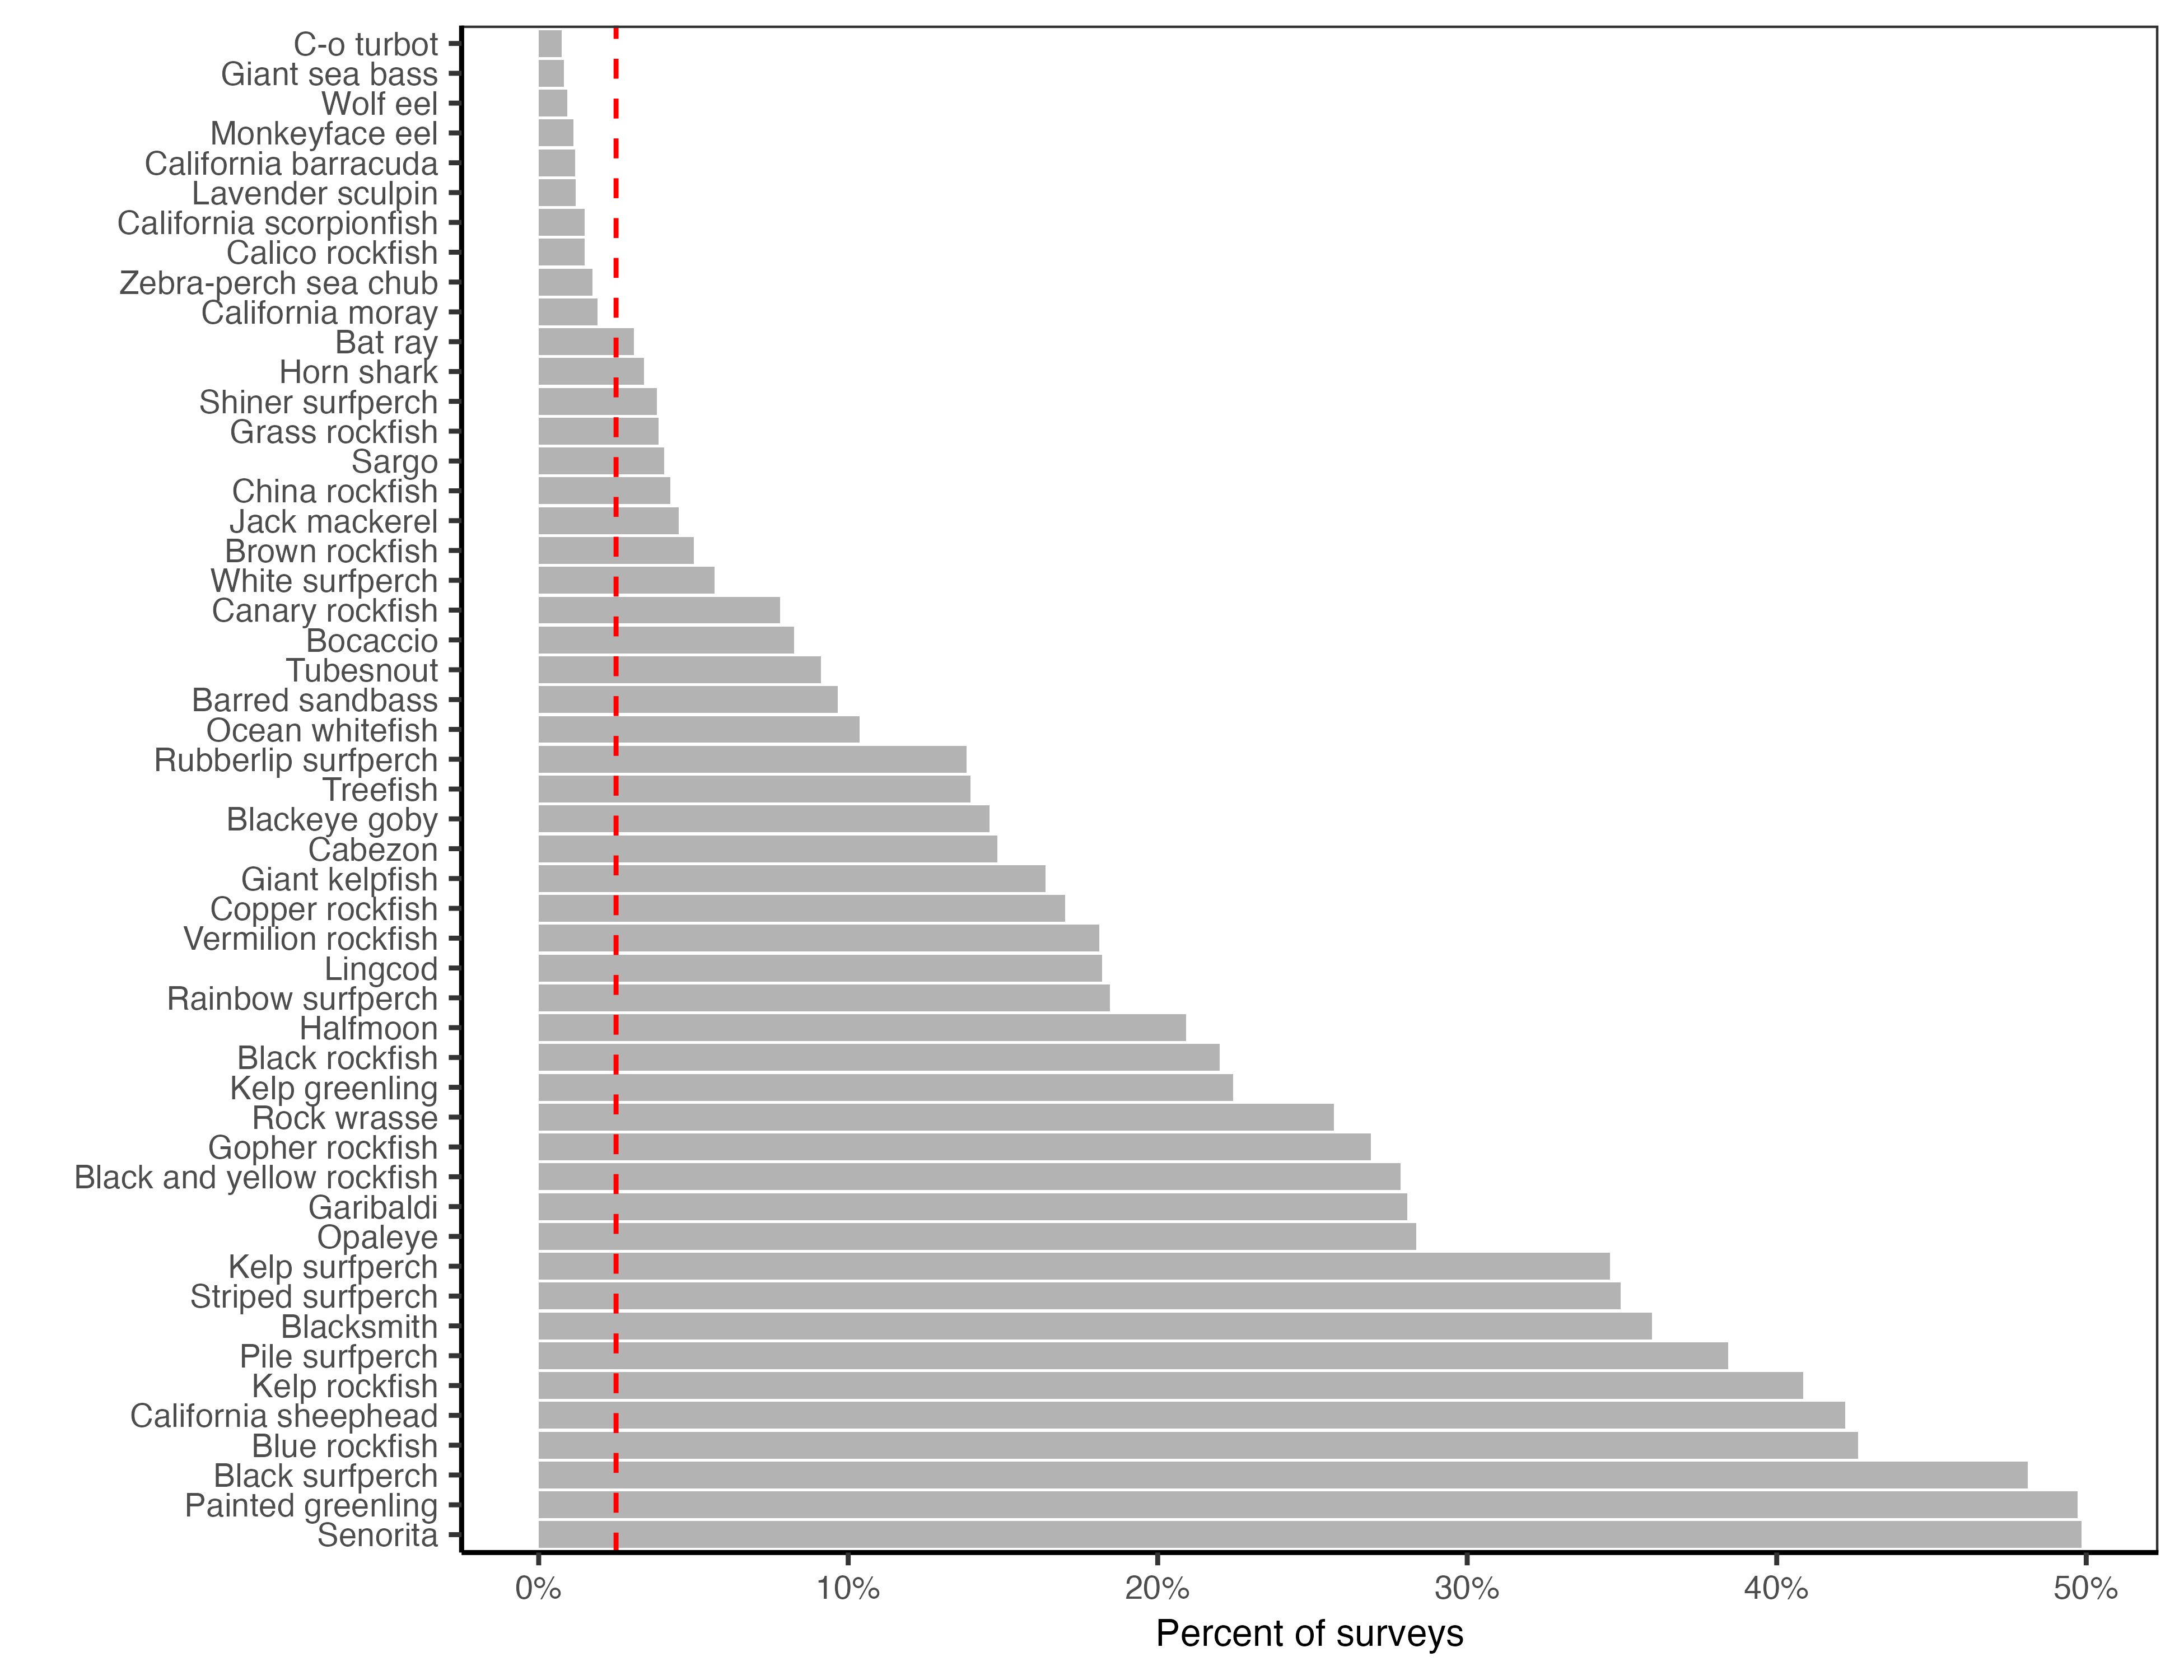 C-o turbot
Giant sea bass
Wolf eel
Monkeyface eel
California barracuda
Lavender sculpin
California scorpionfish
Calico rockfish
Zebra-perch sea chub
California moray
Bat ray
Horn shark
Shiner surfperch
Grass rockfish
Sargo
China rockfish
Jack mackerel
Brown rockfish
White surfperch
Canary rockfish
Bocaccio
Tubesnout
Barred sandbass
Ocean whitefish
Rubberlip surfperch
Treefish
Blackeye goby
Cabezon
Giant kelpfish
Copper rockfish
Vermilion rockfish
Lingcod
Rainbow surfperch
Halfmoon
Black rockfish
Kelp greenling
Rock wrasse
Gopher rockfish
Black and yellow rockfish
Garibaldi
Opaleye
Kelp surfperch
Striped surfperch
Blacksmith
Pile surfperch
Kelp rockfish
California sheephead
Blue rockfish
Black surfperch
Painted greenling
Senorita
0% 10% 20% 30% 40% 50%
Percent of surveys